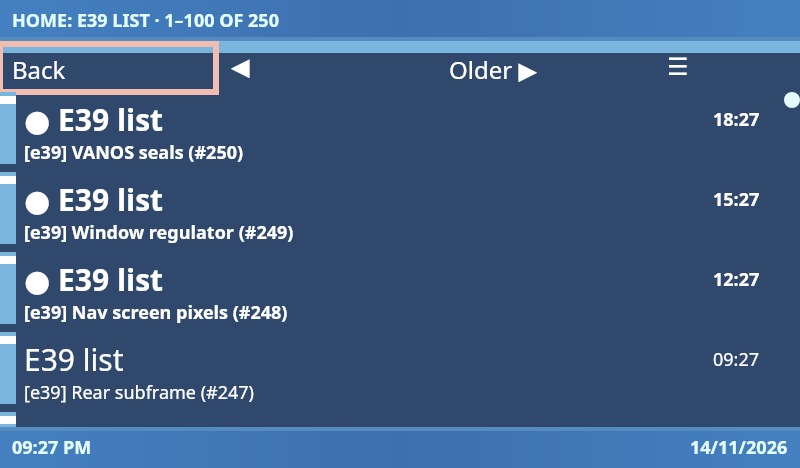 HOME: E39 LIST · 1–100 OF 250
Back ◀ Older ▶ ☰
● E39 list 18:27
[e39] VANOS seals (#250)
● E39 list 15:27
[e39] Window regulator (#249)
● E39 list 12:27
[e39] Nav screen pixels (#248)
E39 list 09:27
[e39] Rear subframe (#247)
09:27 PM 14/11/2026